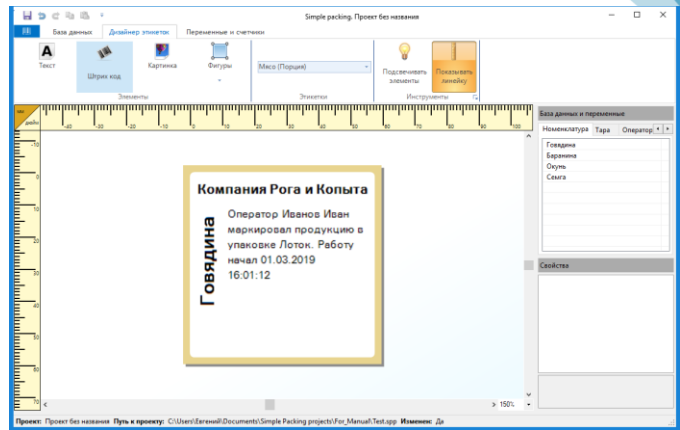 Simple packing. Проект без названия
База данных Дизайнер этикеток Переменные и счетчики
Текст Штрих код Картинка Фигуры
Мясо (Порция)
Подсвечивать элементы Показывать линейку
Элементы Этикетки Инструменты
База данных и переменные
Номенклатура Тара Оператор
Говядина
Баранина
Окунь
Семга
Компания Рога и Копыта
Говядина
Оператор Иванов Иван
маркировал продукцию в
упаковке Лоток. Работу
начал 01.03.2019
16:01:12
Свойства
150%
Проект: Проект без названия Путь к проекту: C:\Users\Евгений\Documents\Simple Packing projects\For_Manual\Test.spp Изменен: Да